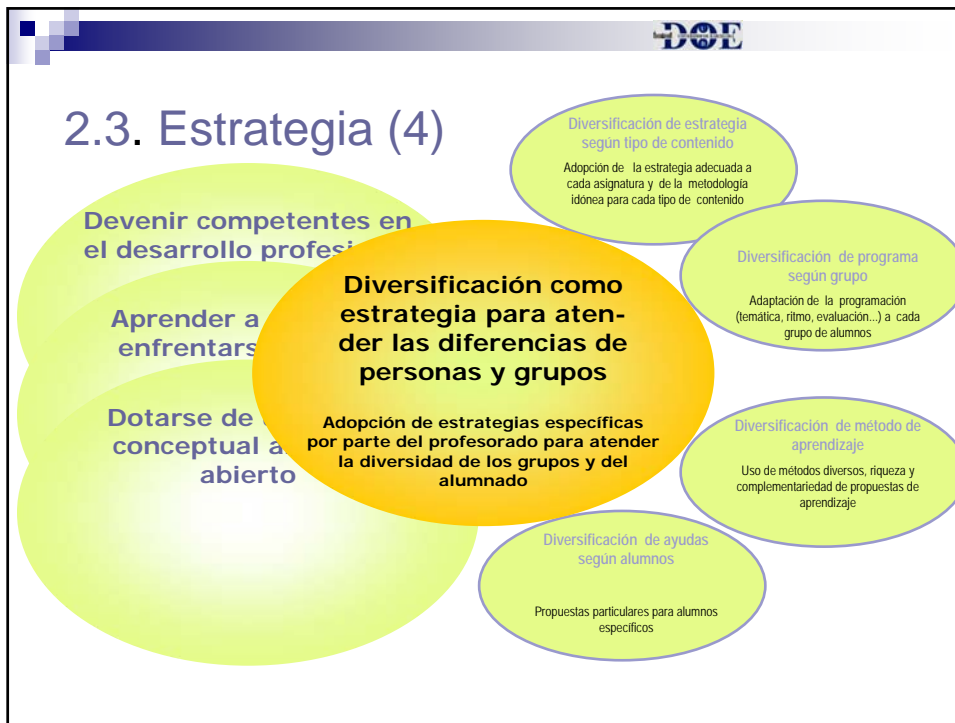 DOE
2.3. Estrategia (4)
Devenir competentes en
el desarrollo
Aprender a
Dotarse de
conceptual
abierto
Diversificación como
estrategia para aten-
der las diferencias de
personas y grupos
Adopción de estrategias específicas
por parte del profesorado para atender
la diversidad de los grupos y del
alumnado
Diversificación de estrategia
según tipo de contenido
Adopción de la estrategia adecuada a
cada asignatura y de la metodología
idónea para cada tipo de contenido
Diversificación de programa
según grupo
Adaptación de la programación
(temática, ritmo, evaluación...) a cada
grupo de alumnos
Diversificación de método de
aprendizaje
Uso de métodos diversos, riqueza y
complementariedad de propuestas de
aprendizaje
Diversificación de ayudas
según alumnos
Propuestas particulares para alumnos
específicos